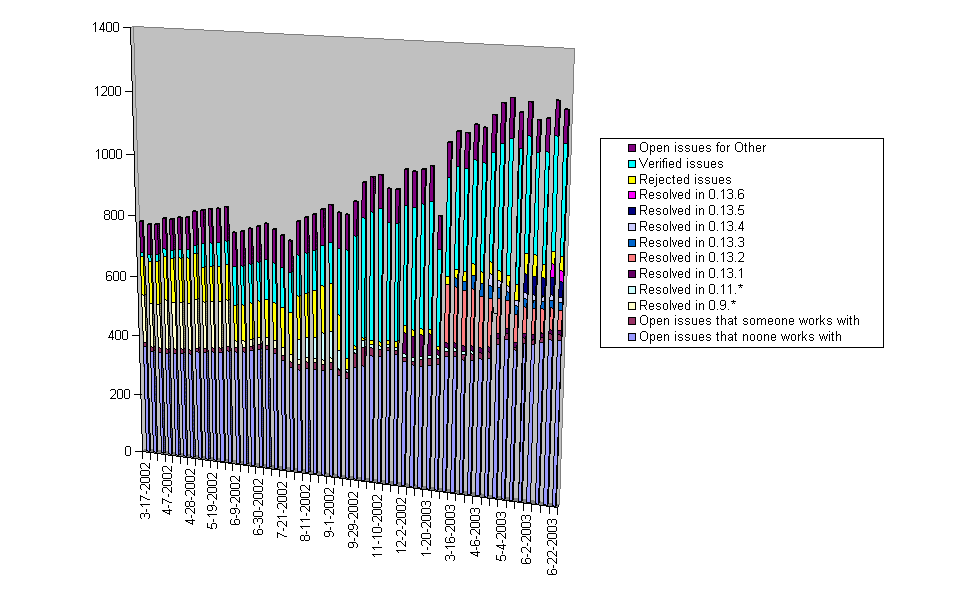 1400
1200
1000
800
600
400
200
0
3-17-2002
4-7-2002
4-28-2002
5-19-2002
6-9-2002
6-30-2002
7-21-2002
8-11-2002
9-1-2002
9-29-2002
11-10-2002
12-2-2002
1-20-2003
3-16-2003
4-6-2003
5-4-2003
6-2-2003
6-22-2003
Open issues for Other
Verified issues
Rejected issues
Resolved in 0.13.6
Resolved in 0.13.5
Resolved in 0.13.4
Resolved in 0.13.3
Resolved in 0.13.2
Resolved in 0.13.1
Resolved in 0.11.*
Resolved in 0.9.*
Open issues that someone works with
Open issues that noone works with